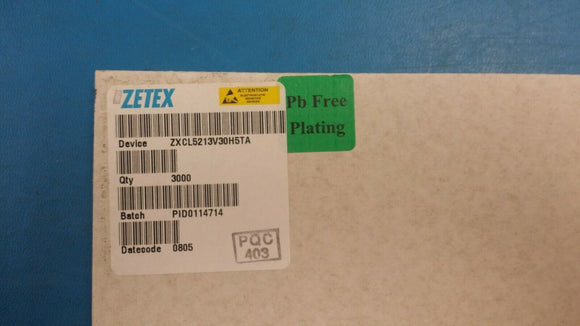 ZETEX
ATTENTION
Pb Free
Plating
Device ZXCL5213V30H5TA
Qty 3000
Batch PID0114714
Datecode 0805
PQC
403